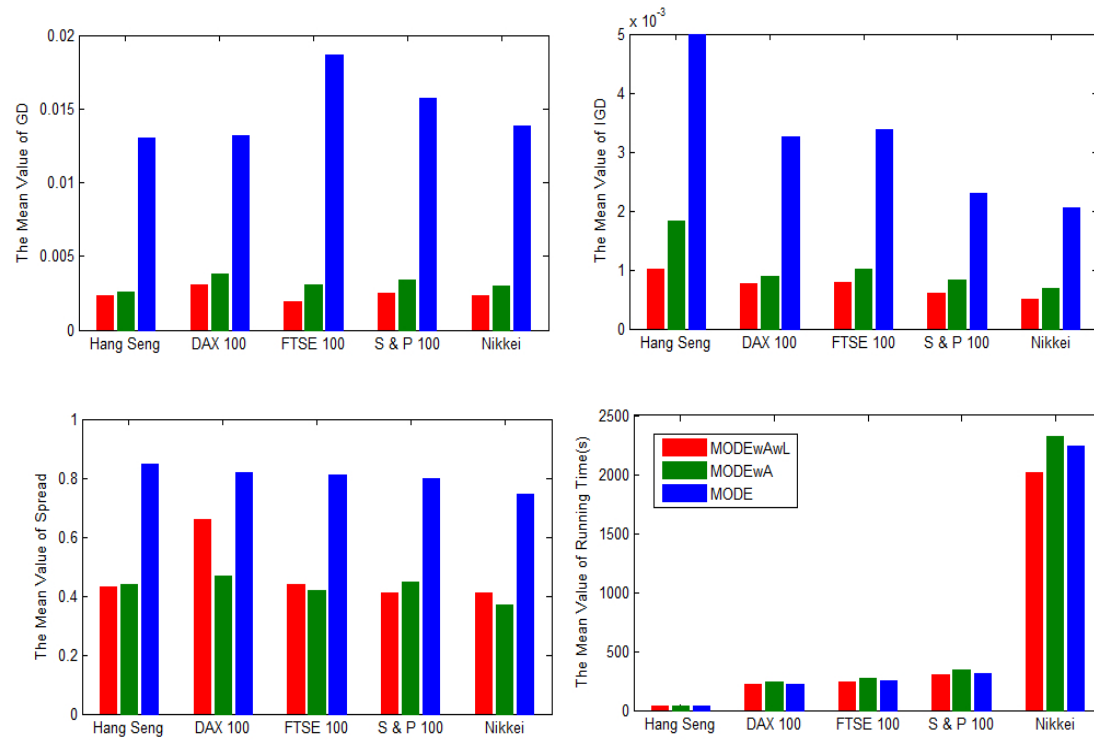 The Mean Value of GD
0.02
0.015
0.01
0.005
0
Hang Seng
DAX 100
FTSE 100
S & P 100
Nikkei
The Mean Value of IGD
5 x 10-3
4
3
2
1
0
Hang Seng
DAX 100
FTSE 100
S & P 100
Nikkei
The Mean Value of Spread
1
0.8
0.6
0.4
0.2
0
Hang Seng
DAX 100
FTSE 100
S & P 100
Nikkei
The Mean Value of Running Time(s)
2500
2000
1500
1000
500
0
MODEwAwL
MODEwA
MODE
Hang Seng
DAX 100
FTSE 100
S & P 100
Nikkei